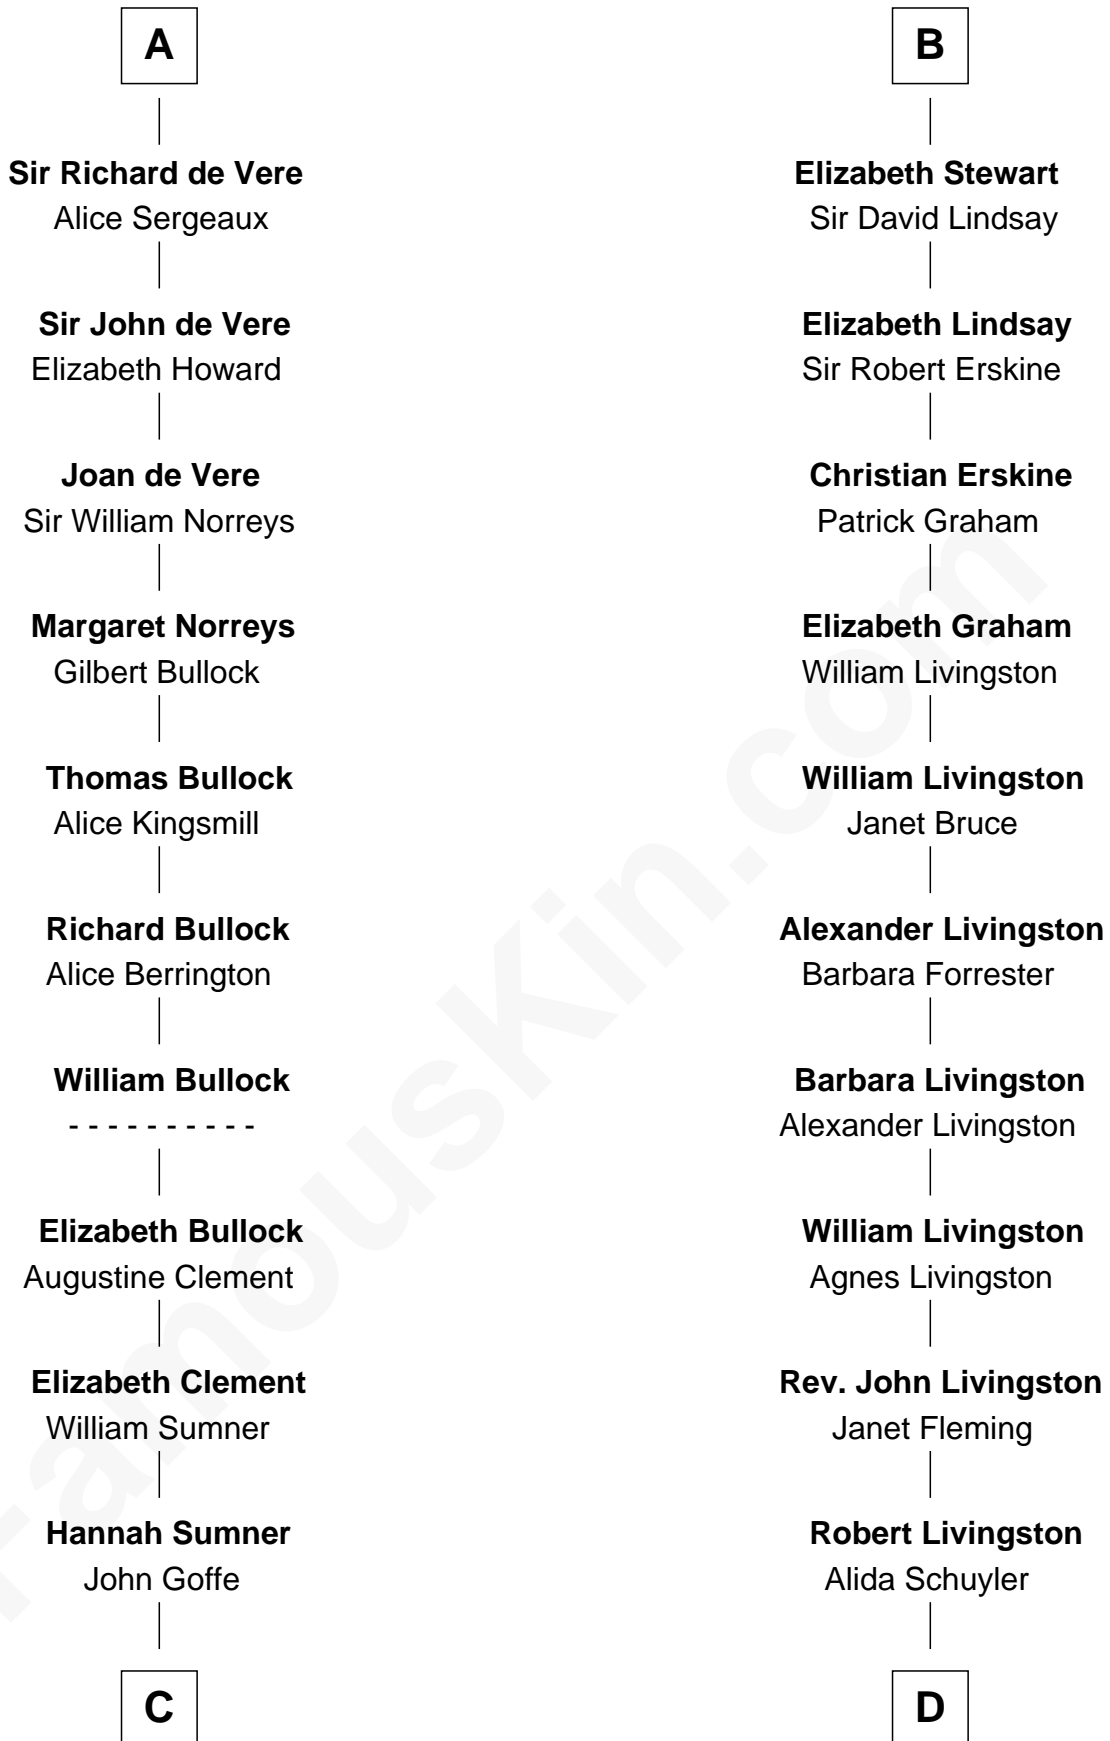 A
Sir Richard de Vere
Alice Sergeaux
Sir John de Vere
Elizabeth Howard
Joan de Vere
Sir William Norreys
Margaret Norreys
Gilbert Bullock
Thomas Bullock
Alice Kingsmill
Richard Bullock
Alice Berrington
William Bullock
- - - - - - - - - -
Elizabeth Bullock
Augustine Clement
Elizabeth Clement
William Sumner
Hannah Sumner
John Goffe
C
B
Elizabeth Stewart
Sir David Lindsay
Elizabeth Lindsay
Sir Robert Erskine
Christian Erskine
Patrick Graham
Elizabeth Graham
William Livingston
William Livingston
Janet Bruce
Alexander Livingston
Barbara Forrester
Barbara Livingston
Alexander Livingston
William Livingston
Agnes Livingston
Rev. John Livingston
Janet Fleming
Robert Livingston
Alida Schuyler
D
FamousKin.com